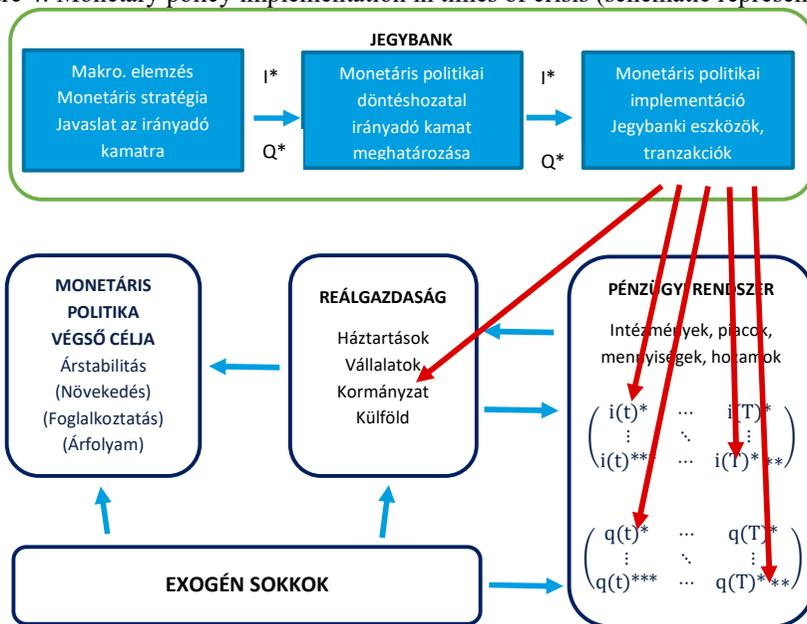 re 4: Monetary policy implementation in times of crisis (schematic represen
JEGYBANK
Makro. elemzés
Monetáris stratégia
Javaslat az irányadó
kamatra
I*
Q*
Monetáris politikai
döntéshozatal
irányadó kamat
meghatározása
I*
Q*
Monetáris politikai
implementáció
Jegybanki eszközök,
tranzakciók
MONETÁRIS
POLITIKA
VÉGSŐ CÉLJA
Árstabilitás
(Növekedés)
(Foglalkoztatás)
(Árfolyam)
REÁLGAZDASÁG
Háztartások
Vállalatok
Kormányzat
Külföld
PÉNZÜGYI RENDSZER
Intézmények, piacok,
mennyiségek, hozamok
i(t)* ⋯ i(T)*
⋮ ⋱ ⋮
i(t)*** ⋯ i(T)***
q(t)* ⋯ q(T)*
⋮ ⋱ ⋮
q(t)*** ⋯ q(T)***
EXOGÉN SOKKOK